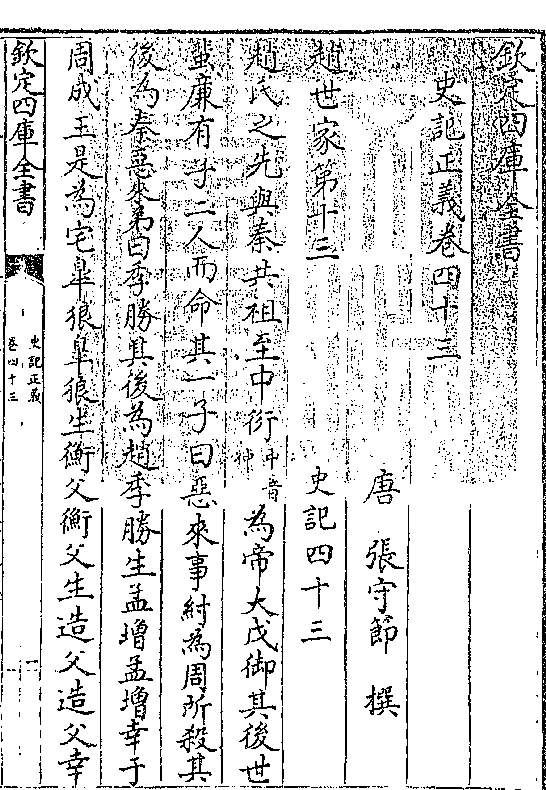 欽定四庫全書
史記正義卷四十三
唐 張守節 撰
趙世家第十三 史記四十三
趙氏之先與秦共祖至中衍中音仲為帝大戊御其後世
蜚廉有子二人而命其一子曰惡來事紂為周所殺其
後為秦惡來弟曰季勝其後為趙季勝生孟增孟增幸于
周成王是為宅臯狼臯狼生衡父衡父生造父造父幸
欽定四庫全書
史記正義
卷四十三
一